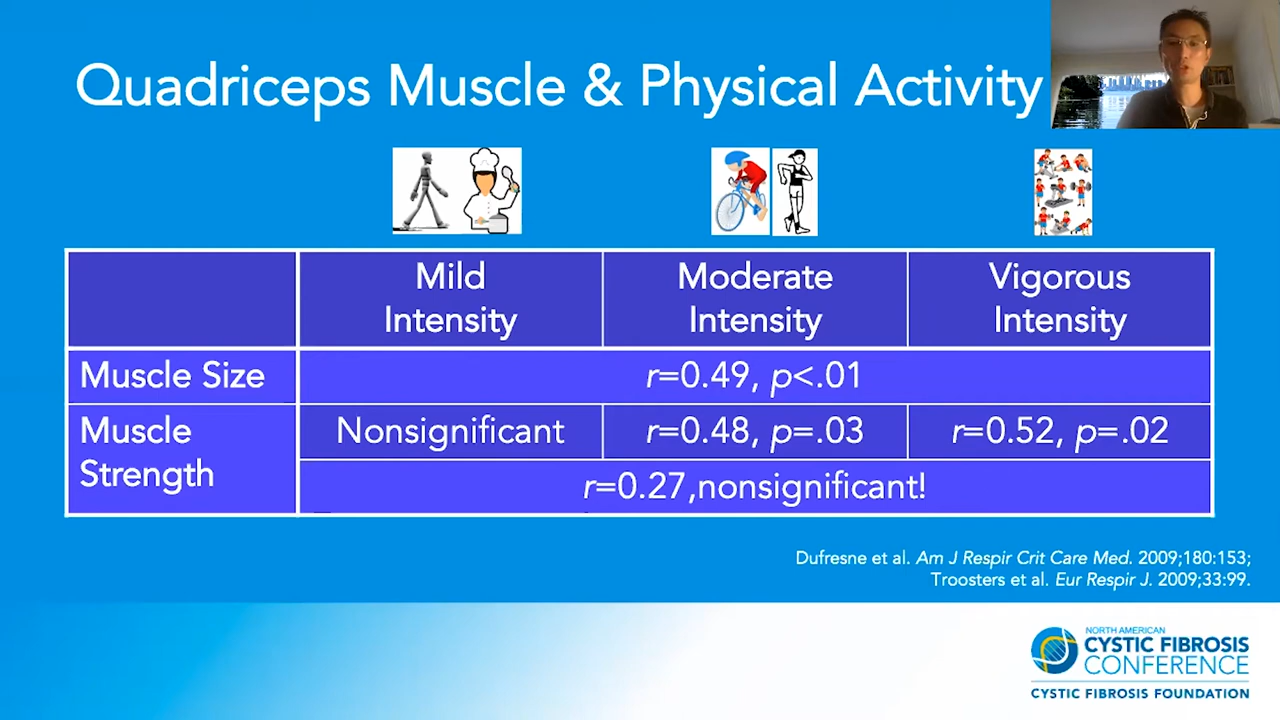 Quadriceps Muscle & Physical Activity
Mild
Intensity
Moderate
Intensity
Vigorous
Intensity
Muscle Size
r=0.49, p<.01
Muscle
Strength
Nonsignificant
r=0.48, p=.03
r=0.52, p=.02
r=0.27,nonsignificant!
Dufresne et al. Am J Respir Crit Care Med. 2009;180:153;
Troosters et al. Eur Respir J. 2009;33:99.
NORTH AMERICAN
CYSTIC FIBROSIS
CONFERENCE
CYSTIC FIBROSIS FOUNDATION